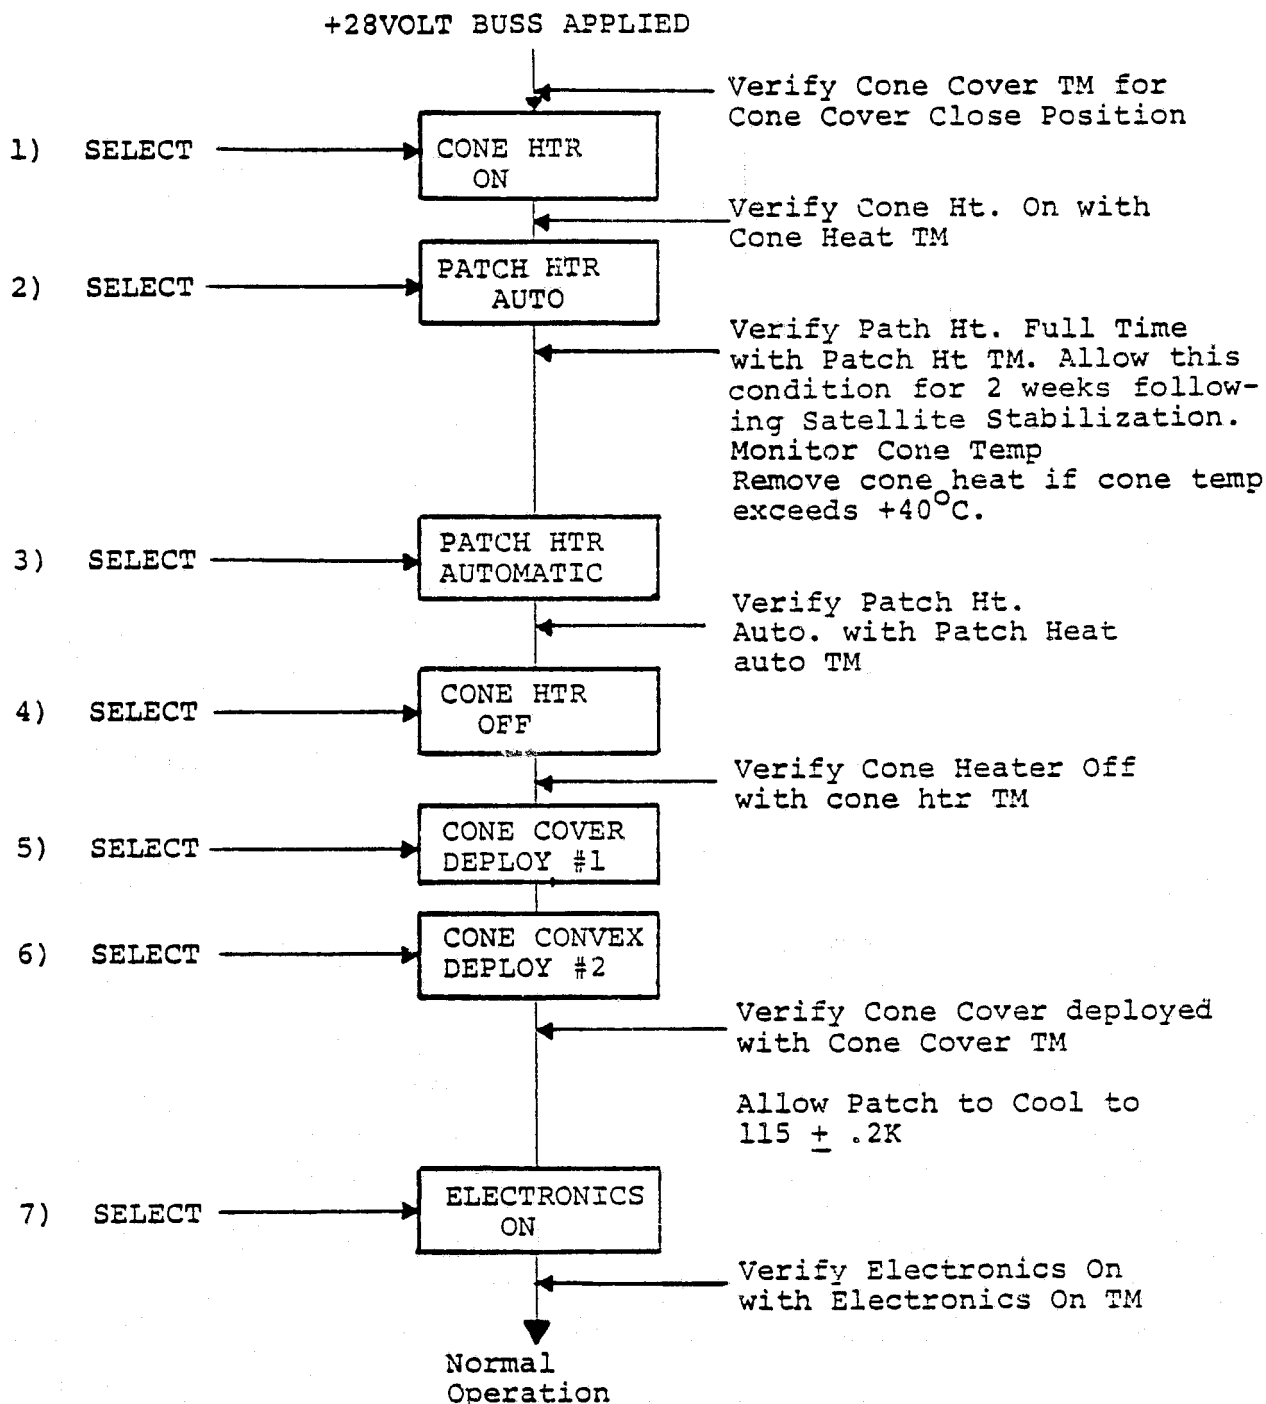 +28VOLT BUSS APPLIED
Verify Cone Cover TM for
Cone Cover Close Position
1) SELECT
CONE HTR
ON
Verify Cone Ht. On with
Cone Heat TM
2) SELECT
PATCH HTR
AUTO
Verify Path Ht. Full Time
with Patch Ht TM. Allow this
condition for 2 weeks follow-
ing Satellite Stabilization.
Monitor Cone Temp
Remove cone heat if cone temp
exceeds +40°C.
3) SELECT
PATCH HTR
AUTOMATIC
Verify Patch Ht.
Auto. with Patch Heat
auto TM
4) SELECT
CONE HTR
OFF
Verify Cone Heater Off
with cone htr TM
5) SELECT
CONE COVER
DEPLOY #1
6) SELECT
CONE CONVEX
DEPLOY #2
Verify Cone Cover deployed
with Cone Cover TM
Allow Patch to Cool to
115 ± .2K
7) SELECT
ELECTRONICS
ON
Verify Electronics On
with Electronics On TM
Normal
Operation